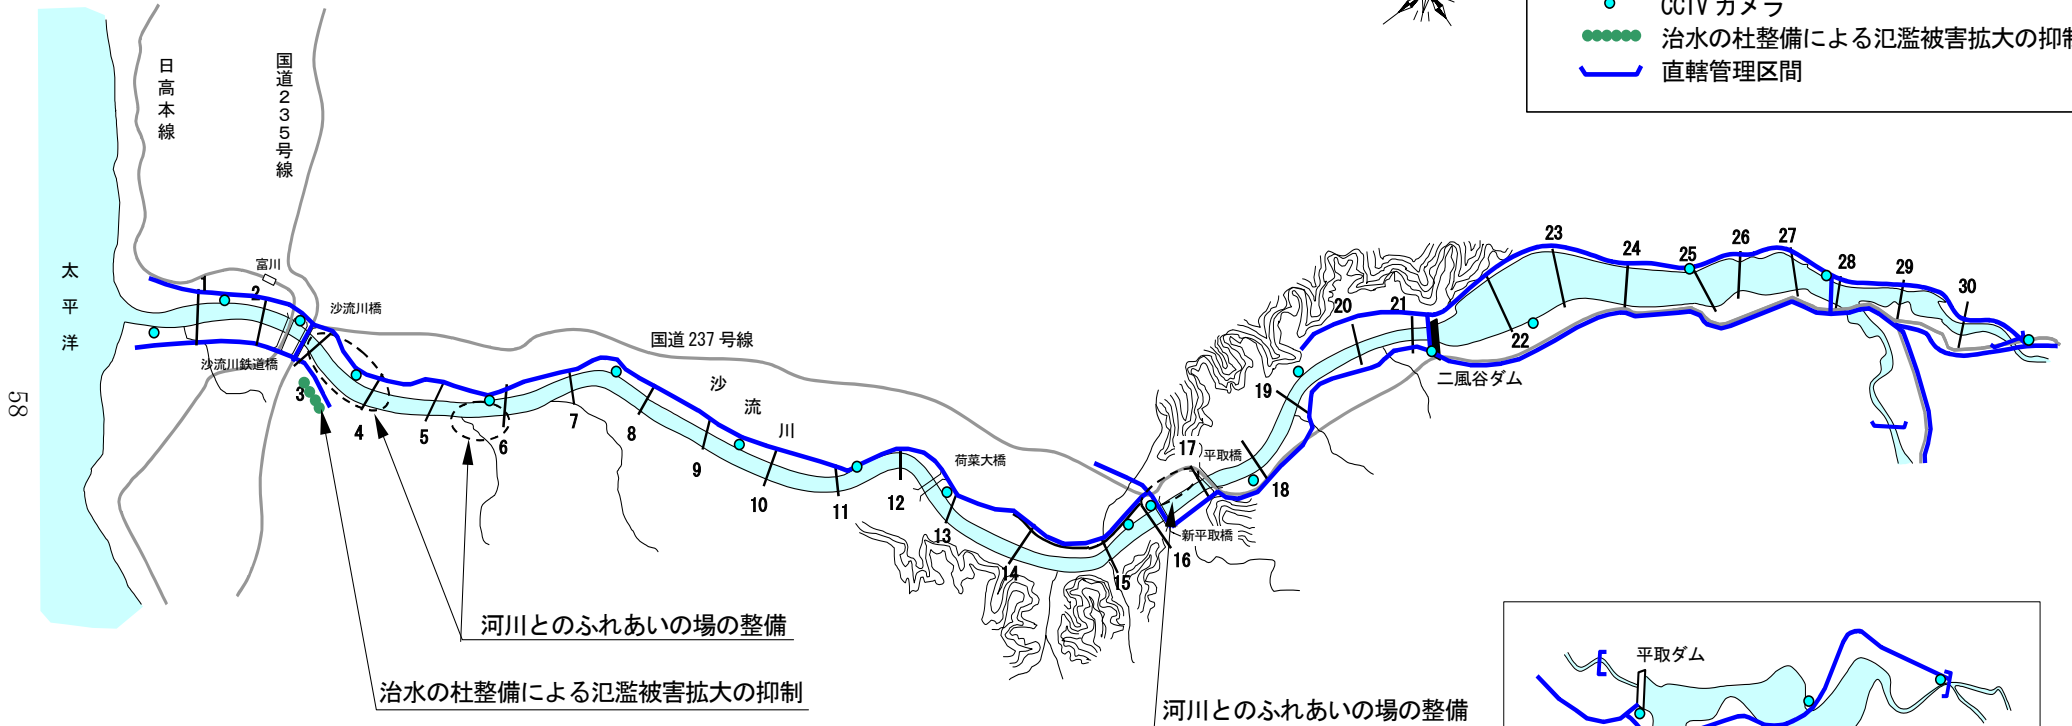 CCTV カメラ
治水の杜整備による氾濫被害拡大の抑制
直轄管理区間
日高本線
国道235号線
太平洋
富川
1
2
沙流川橋
沙流川鉄道橋
3
4
5
6
7
8
9
10
11
12
13
14
15
16
17
18
19
20
21
22
23
24
25
26
27
28
29
30
国道 237 号線
沙流川
荷菜大橋
平取橋
新平取橋
二風谷ダム
58
河川とのふれあいの場の整備
治水の杜整備による氾濫被害拡大の抑制
河川とのふれあいの場の整備
平取ダム